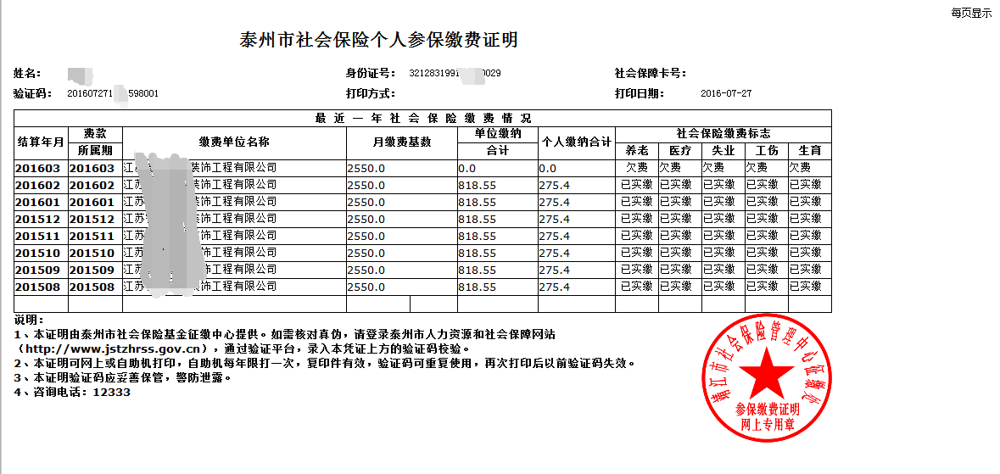 每页显示
泰州市社会保险个人参保缴费证明
姓名： 身份证号： 3212831991 0029 社会保障卡号：
验证码： 201607271 598001 打印方式： 打印日期： 2016-07-27
最近一年社会保险缴费情况
结算年月 费款所属期 缴费单位名称 月缴费基数 单位缴纳合计 个人缴纳合计 社会保险缴费标志
养老 医疗 失业 工伤 生育
201603 201603 江 装饰工程有限公司 2550.0 0.0 0.0 欠费 欠费 欠费 欠费 欠费
201602 201602 江苏 装饰工程有限公司 2550.0 818.55 275.4 已实缴 已实缴 已实缴 已实缴 已实缴
201601 201601 江苏 装饰工程有限公司 2550.0 818.55 275.4 已实缴 已实缴 已实缴 已实缴 已实缴
201512 201512 江苏 装饰工程有限公司 2550.0 818.55 275.4 已实缴 已实缴 已实缴 已实缴 已实缴
201511 201511 江苏 装饰工程有限公司 2550.0 818.55 275.4 已实缴 已实缴 已实缴 已实缴 已实缴
201510 201510 江苏 装饰工程有限公司 2550.0 818.55 275.4 已实缴 已实缴 已实缴 已实缴 已实缴
201509 201509 江苏 饰工程有限公司 2550.0 818.55 275.4 已实缴 已实缴 已实缴 已实缴 已实缴
201508 201508 江苏 装饰工程有限公司 2550.0 818.55 275.4 已实缴 已实缴 已实缴 已实缴 已实缴
说明：
1、本证明由泰州市社会保险基金征缴中心提供。如需核对真伪，请登录泰州市人力资源和社会保障网站
（http://www.jstzhrss.gov.cn），通过验证平台，录入本凭证上方的验证码校验。
2、本证明可网上或自助机打印，自助机每年限打一次，复印件有效，验证码可重复使用，再次打印后以前验证码失效。
3、本证明验证码应妥善保管，警防泄露。
4、咨询电话：12333
靖江市社会保险管理中心征缴处
参保缴费证明
网上专用章